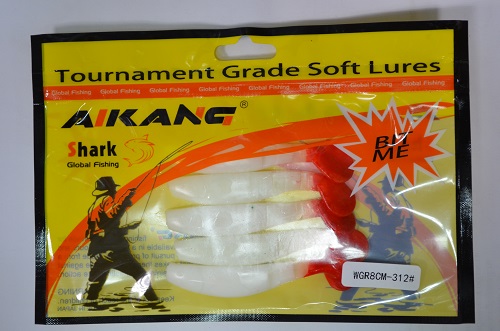 Tournament Grade Soft Lures
Global Fishing Global Fishing Global Fishing Global Fishing Global Fishing Global Fishing Global Fishing
AIKANG®
Shark
Global Fishing
BIT
ME
WGR8CM-312#